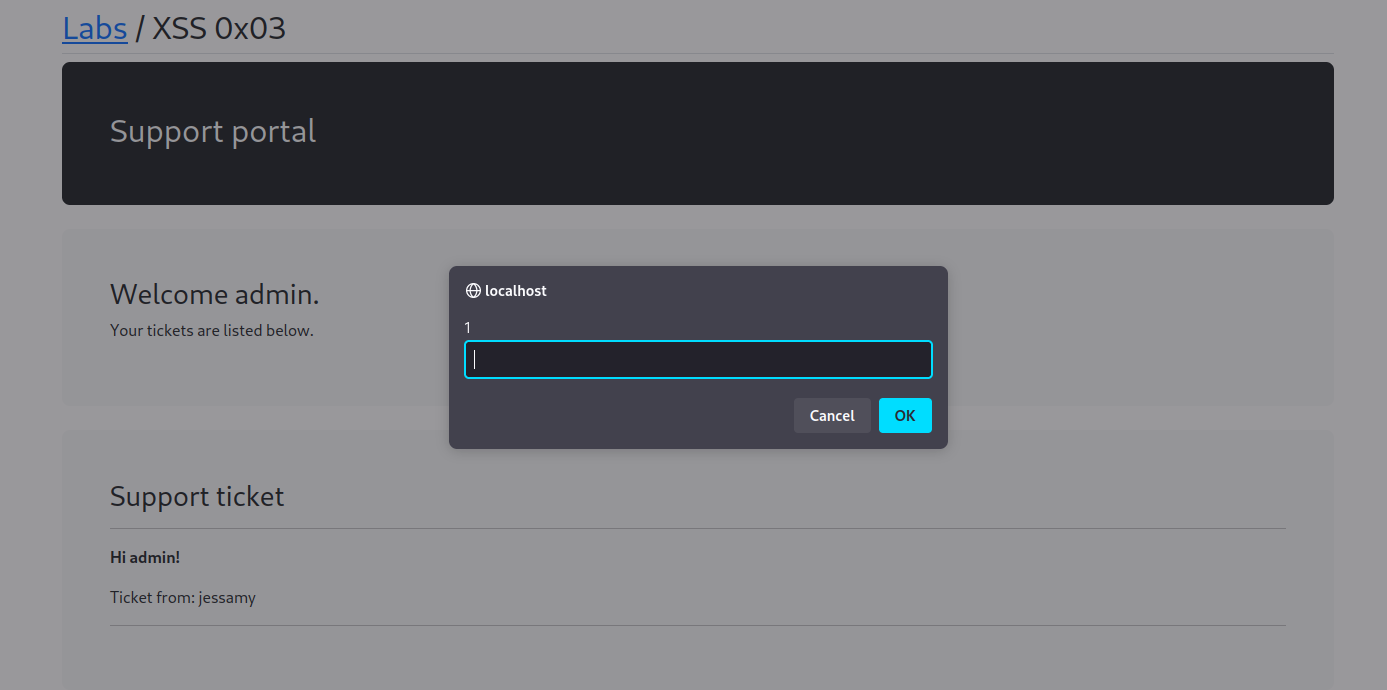 Labs / XSS 0x03
Support portal
Welcome admin.
Your tickets are listed below.
localhost
1
Cancel
OK
Support ticket
Hi admin!
Ticket from: jessamy